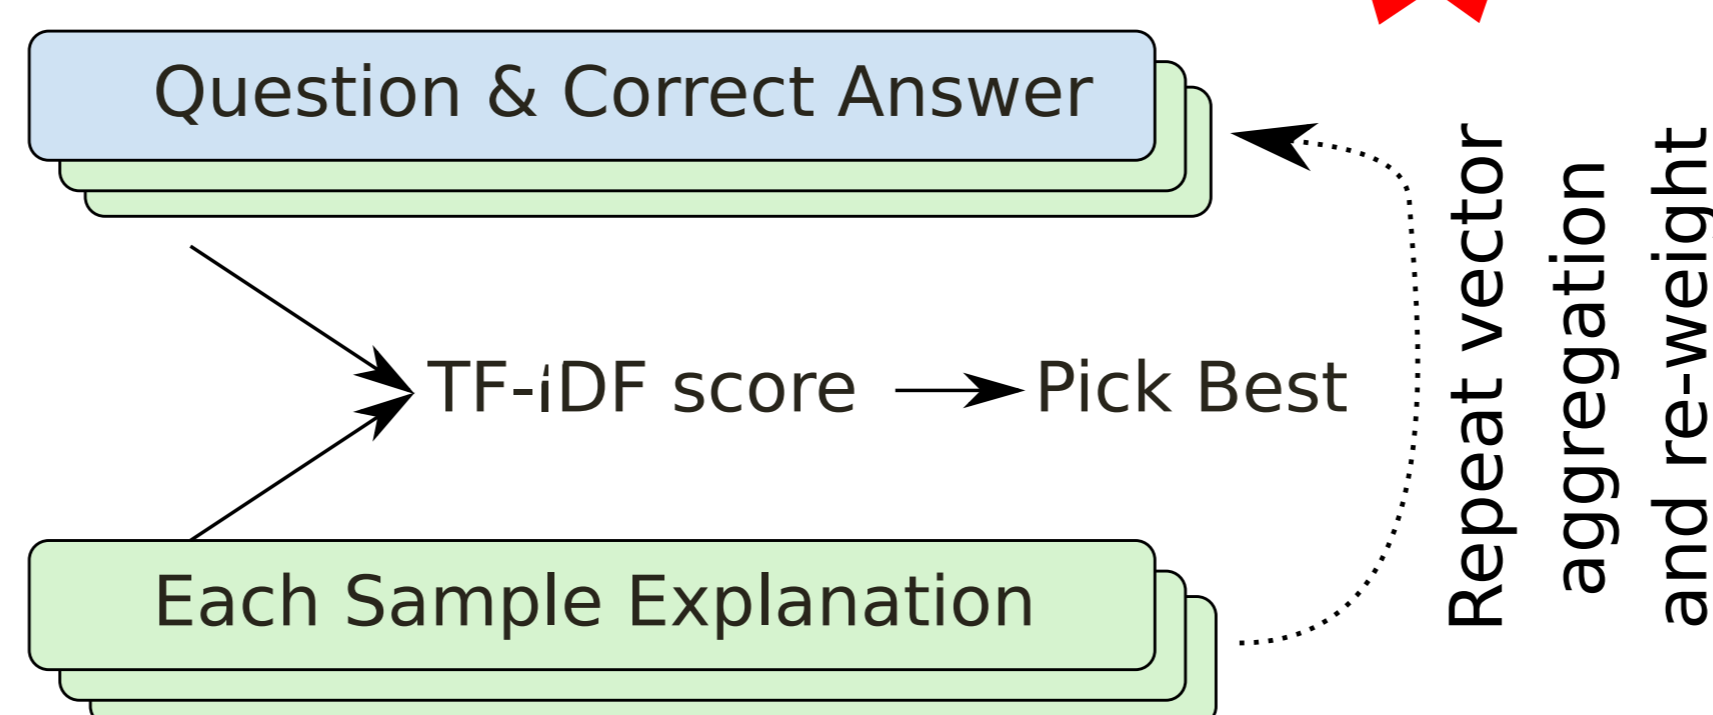 Question & Correct Answer
TF-iDF score
Pick Best
Each Sample Explanation
Repeat vector
aggregation
and re-weight